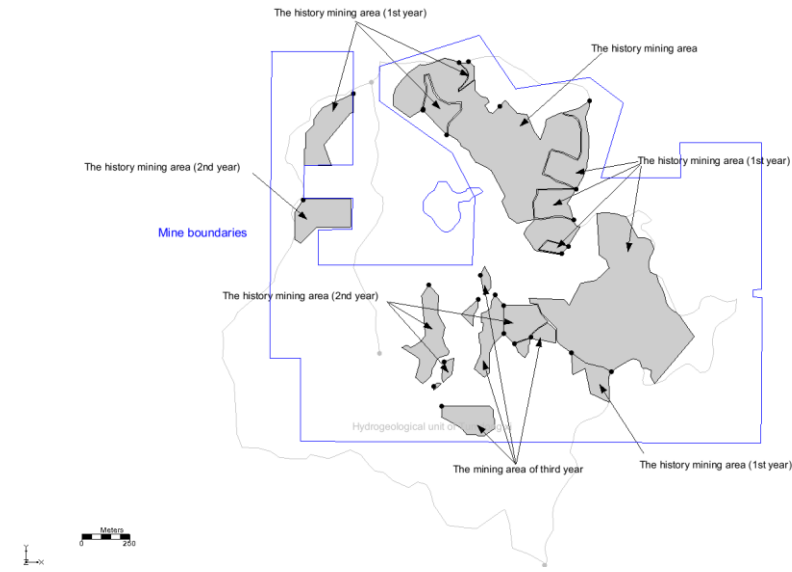 The history mining area (1st year)
The history mining area
The history mining area (1st year)
The history mining area (2nd year)
Mine boundaries
The history mining area (2nd year)
Hydrogeological unit of
The mining area of third year
The history mining area (1st year)
Meters
0 250
Y
Z X